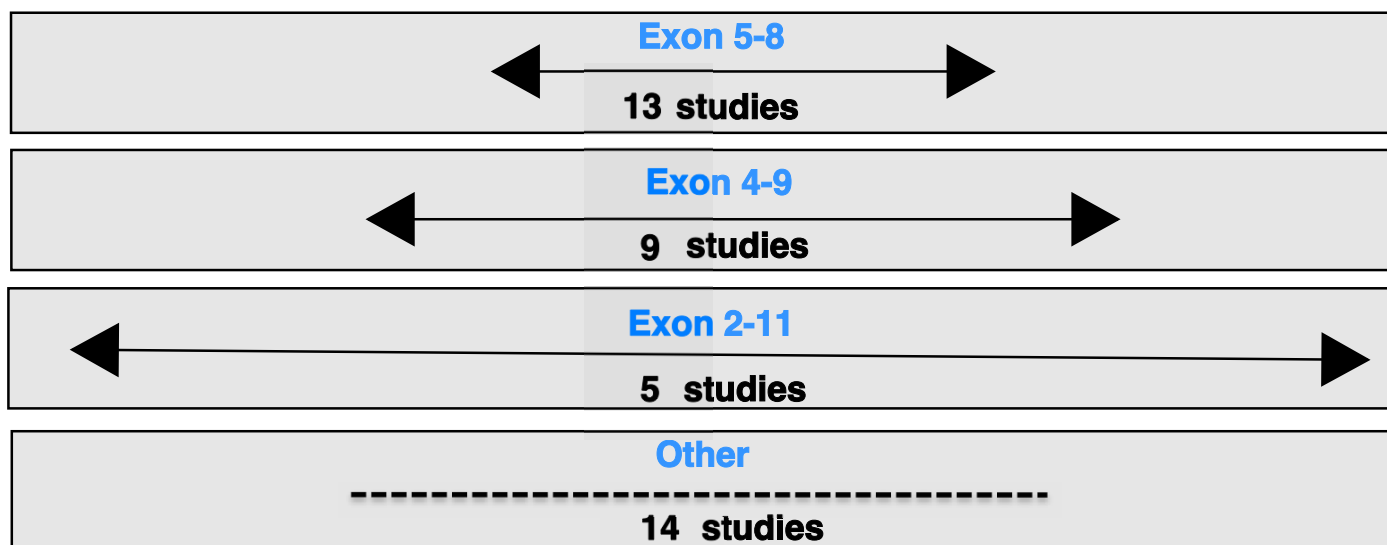 Exon 5-8
13 studies
Exon 4-9
9 studies
Exon 2-11
5 studies
Other
14 studies